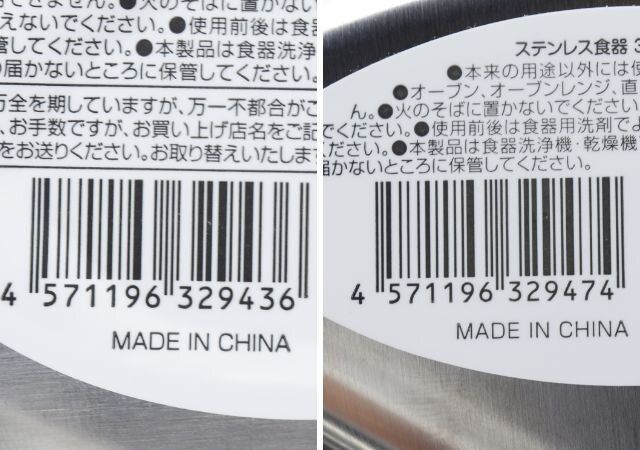 ●火のそばに置かない
えないでください。●使用前後は食器
してください。●本製品は食器洗浄
の届かないところに保管してください。
万全を期していますが、万一不都合がご
、お手数ですが、お買い上げ店名をご記
をお送りください。お取り替えいたしま
4 571196 329436
MADE IN CHINA
ステンレス食器 3
●本来の用途以外には使
●オーブン、オーブンレンジ、直
ん。●火のそばに置かないでください
でください。●使用前後は食器用洗剤でよ
ください。●本製品は食器洗浄機・乾燥機
届かないところに保管してください。
4 571196 329474
MADE IN CHINA